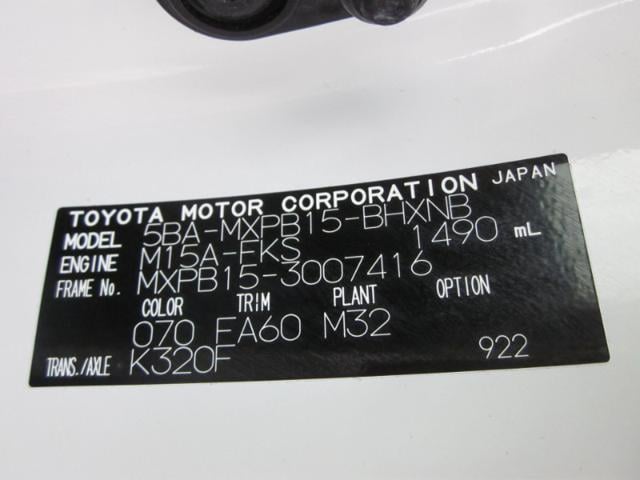 TOYOTA MOTOR CORPORATION JAPAN
MODEL 5BA-MXPB15-BHXNB
ENGINE M15A-FKS 1490 mL
FRAME No. MXPB15-3007416
COLOR TRIM PLANT OPTION
070 FA60 M32
TRANS./AXLE K320F 922